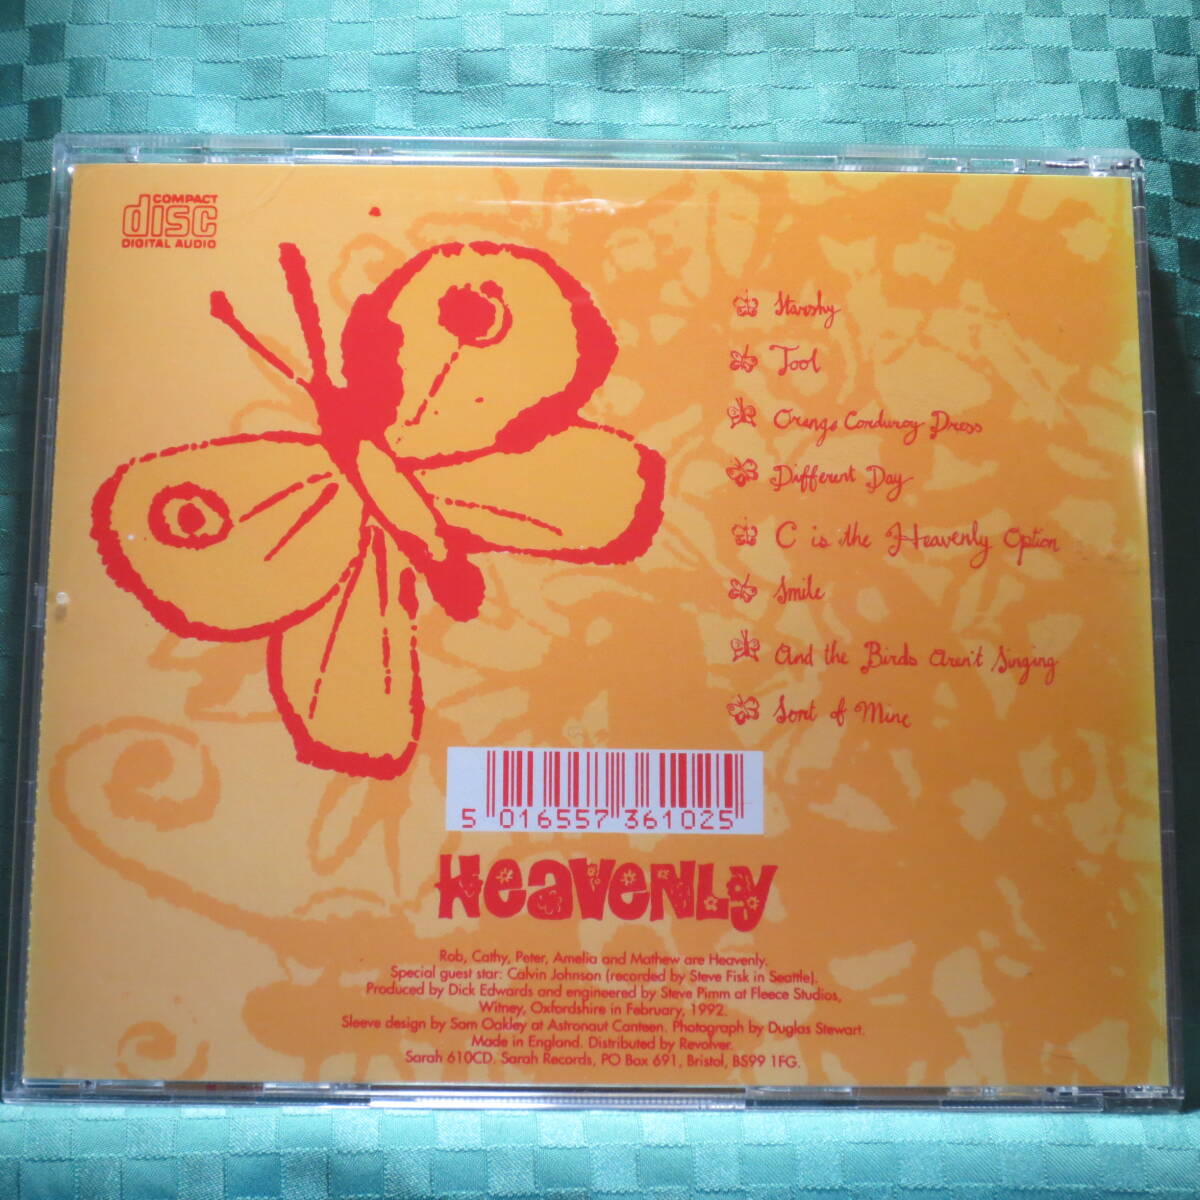 COMPACT
disc
DIGITAL AUDIO
Starshy
Tool
Orange Corduroy Dress
Different Day
C is the Heavenly Option
Smile
And the Birds Aren't Singing
Sort of Mine
5 016557 361025
Heavenly
Rob, Cathy, Peter, Amelia and Mathew are Heavenly.
Special guest star: Calvin Johnson (recorded by Steve Fisk in Seattle).
Produced by Dick Edwards and engineered by Steve Pimm at Fleece Studios,
Witney, Oxfordshire in February, 1992.
Sleeve design by Sam Oakley at Astronaut Canteen. Photograph by Duglas Stewart.
Made in England. Distributed by Revolver.
Sarah 610CD. Sarah Records, PO Box 691, Bristol, BS99 1FG.